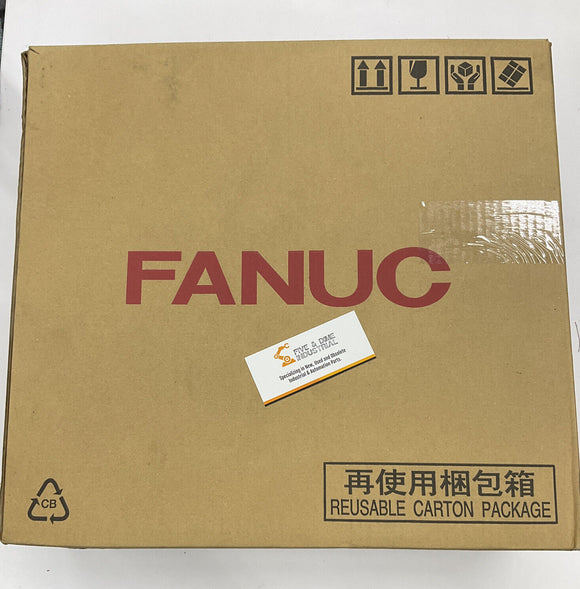 FANUC
FIVE & DIME
INDUSTRIAL
Specializing in New, Used and Obsolete
Industrial & Automation Parts.
CB
再使用梱包箱
REUSABLE CARTON PACKAGE